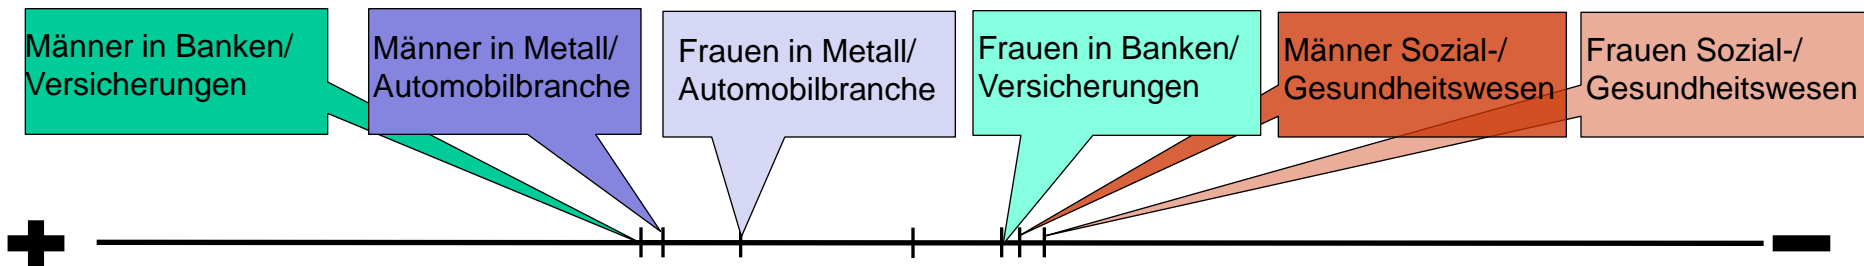 Männer in Banken/
Versicherungen
Männer in Metall/
Automobilbranche
Frauen in Metall/
Automobilbranche
Frauen in Banken/
Versicherungen
Männer Sozial-/
Gesundheitswesen
Frauen Sozial-/
Gesundheitswesen
+
−